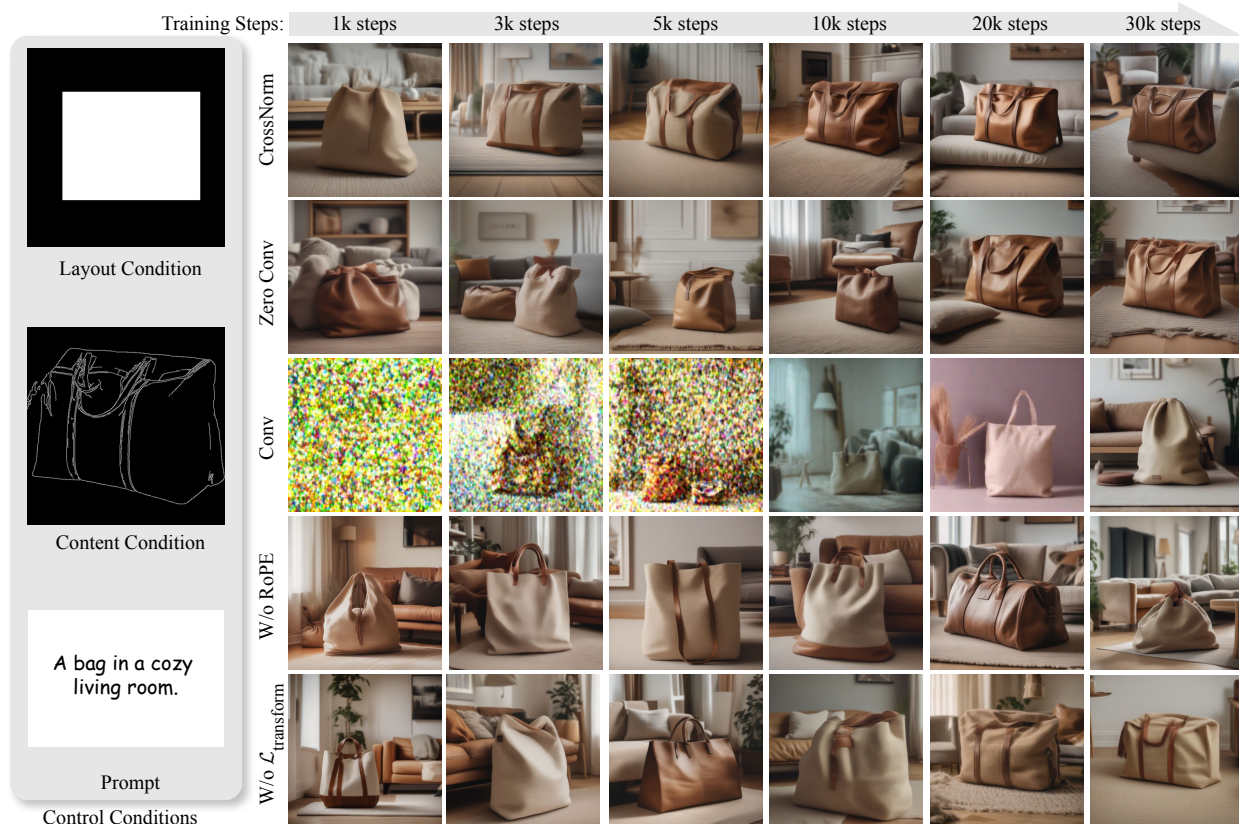 Training Steps: 1k steps 3k steps 5k steps 10k steps 20k steps 30k steps
Layout Condition
Content Condition
A bag in a cozy
living room.
Prompt
Control Conditions
CrossNorm
Zero Conv
Conv
W/o RoPE
W/o ℒtransform